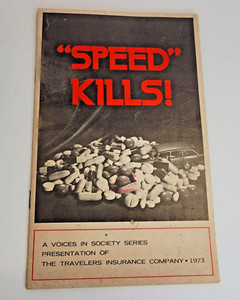 “SPEED”
KILLS!
A VOICES IN SOCIETY SERIES
PRESENTATION OF
THE TRAVELERS INSURANCE COMPANY • 1973